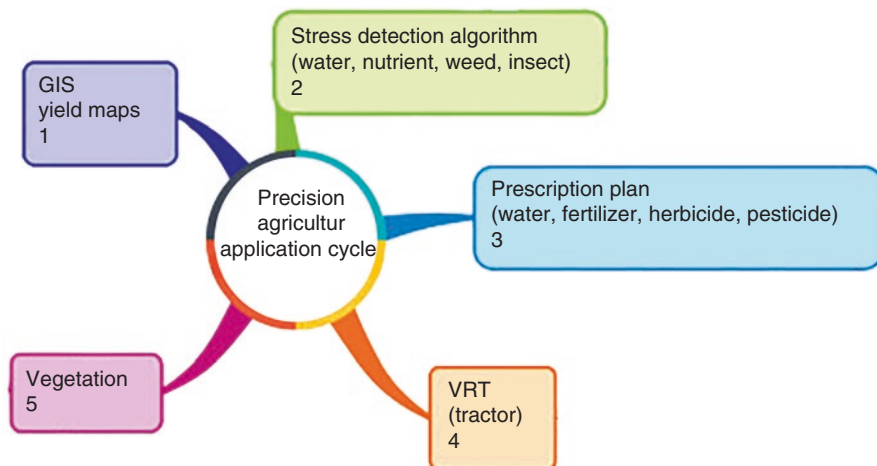 GIS
yield maps
1
Stress detection algorithm
(water, nutrient, weed, insect)
2
Precision
agricultur
application cycle
Prescription plan
(water, fertilizer, herbicide, pesticide)
3
VRT
(tractor)
4
Vegetation
5